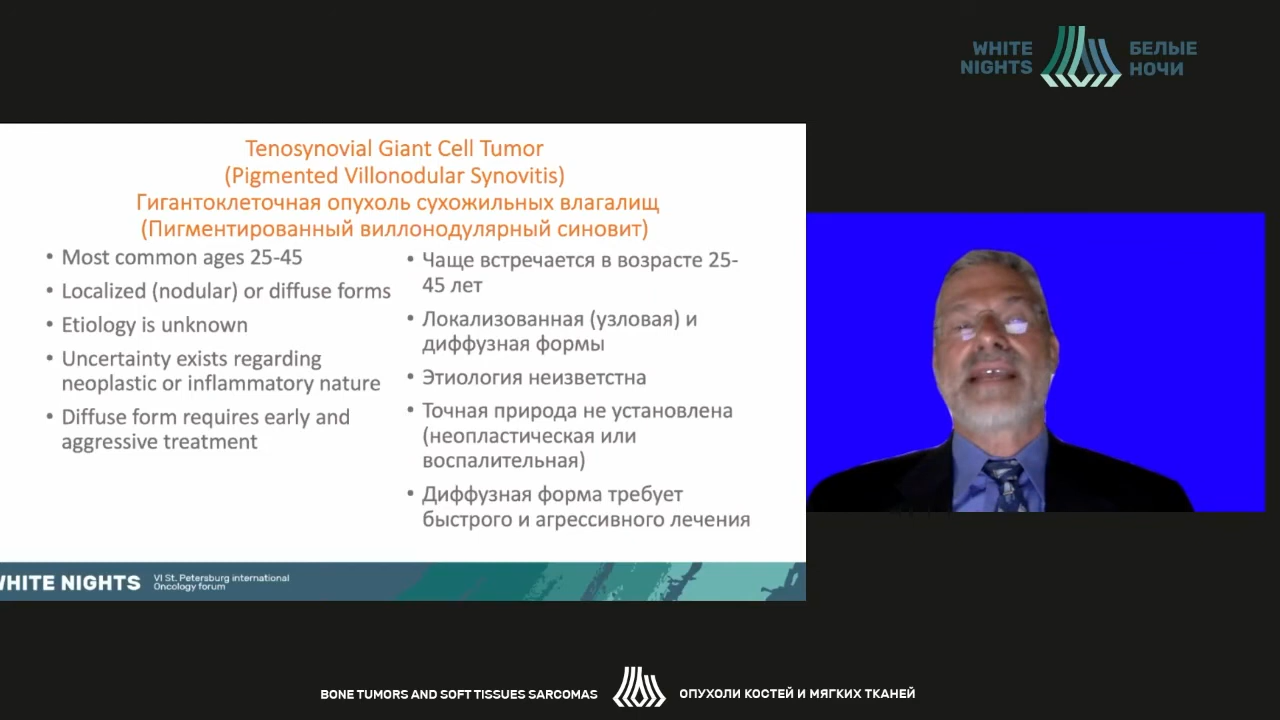 WHITE
NIGHTS
БЕЛЫЕ
НОЧИ
Tenosynovial Giant Cell Tumor
(Pigmented Villonodular Synovitis)
Гигантоклеточная опухоль сухожильных влагалищ
(Пигментированный виллонодулярный синовит)
• Most common ages 25-45
• Localized (nodular) or diffuse forms
• Etiology is unknown
• Uncertainty exists regarding
neoplastic or inflammatory nature
• Diffuse form requires early and
aggressive treatment
• Чаще встречается в возрасте 25-
45 лет
• Локализованная (узловая) и
диффузная формы
• Этиология неизветстна
• Точная природа не установлена
(неопластическая или
воспалительная)
• Диффузная форма требует
быстрого и агрессивного лечения
WHITE NIGHTS
VI St. Petersburg international
Oncology forum
BONE TUMORS AND SOFT TISSUES SARCOMAS
ОПУХОЛИ КОСТЕЙ И МЯГКИХ ТКАНЕЙ